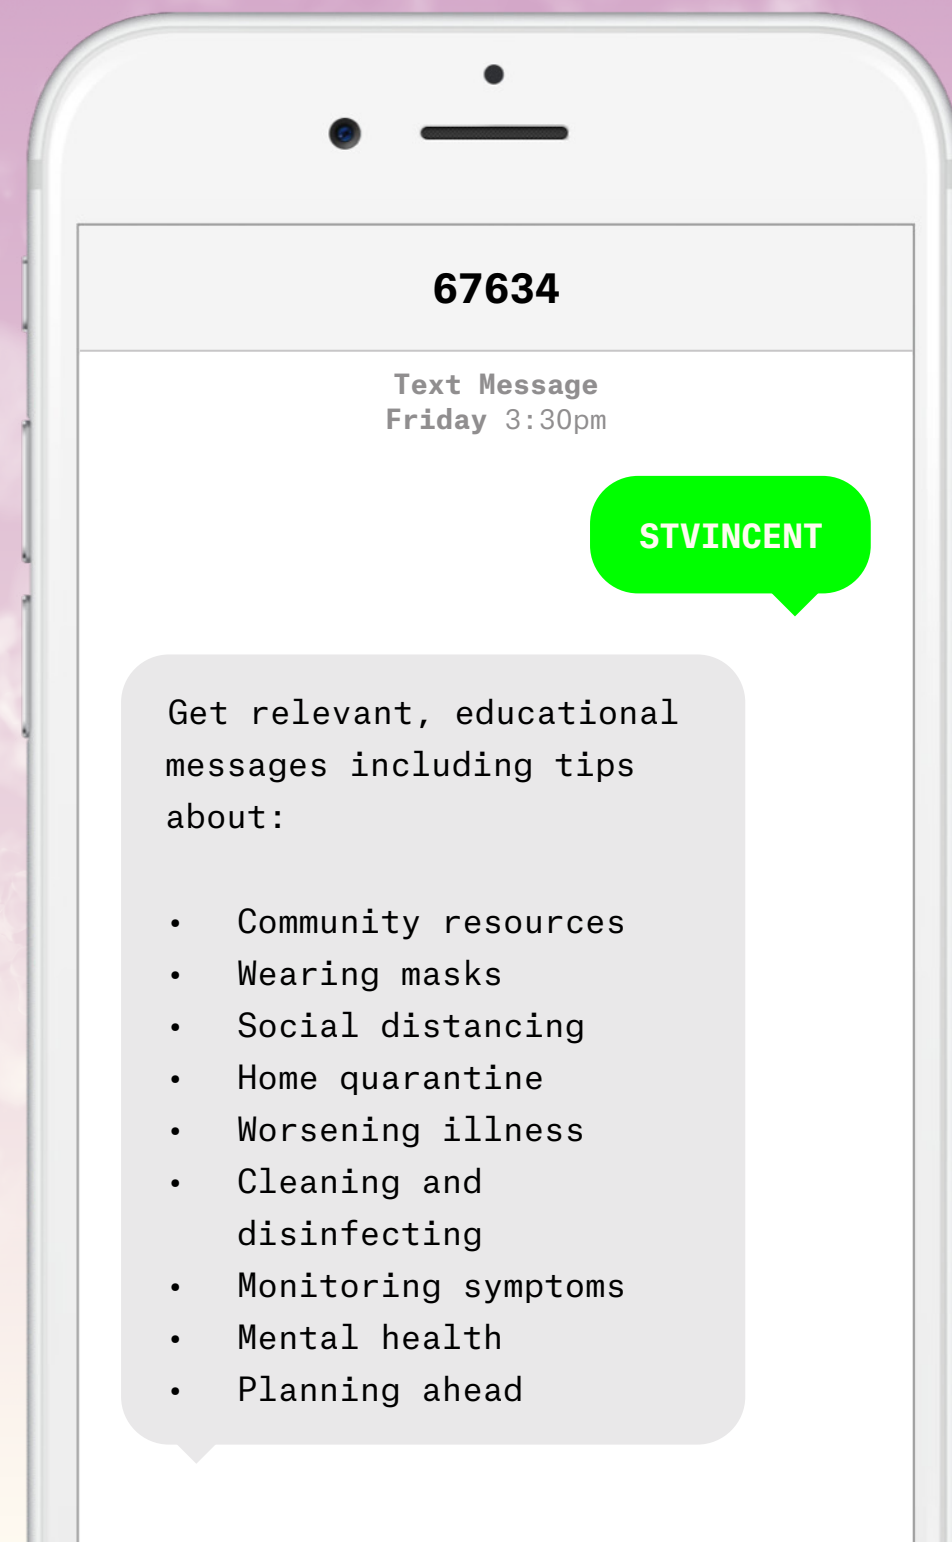 67634
Text Message
Friday 3:30pm
STVINCENT
Get relevant, educational
messages including tips
about:
• Community resources
• Wearing masks
• Social distancing
• Home quarantine
• Worsening illness
• Cleaning and
disinfecting
• Monitoring symptoms
• Mental health
• Planning ahead